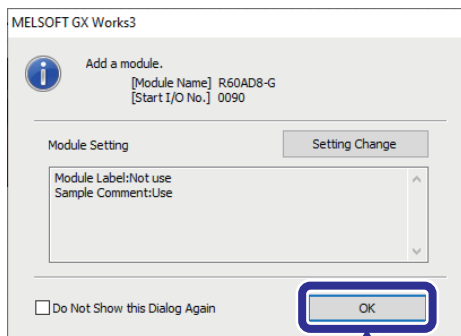 MELSOFT GX Works3
Add a module.
[Module Name] R60AD8-G
[Start I/O No.] 0090
Module Setting
Setting Change
Module Label:Not use
Sample Comment:Use
Do Not Show this Dialog Again
OK